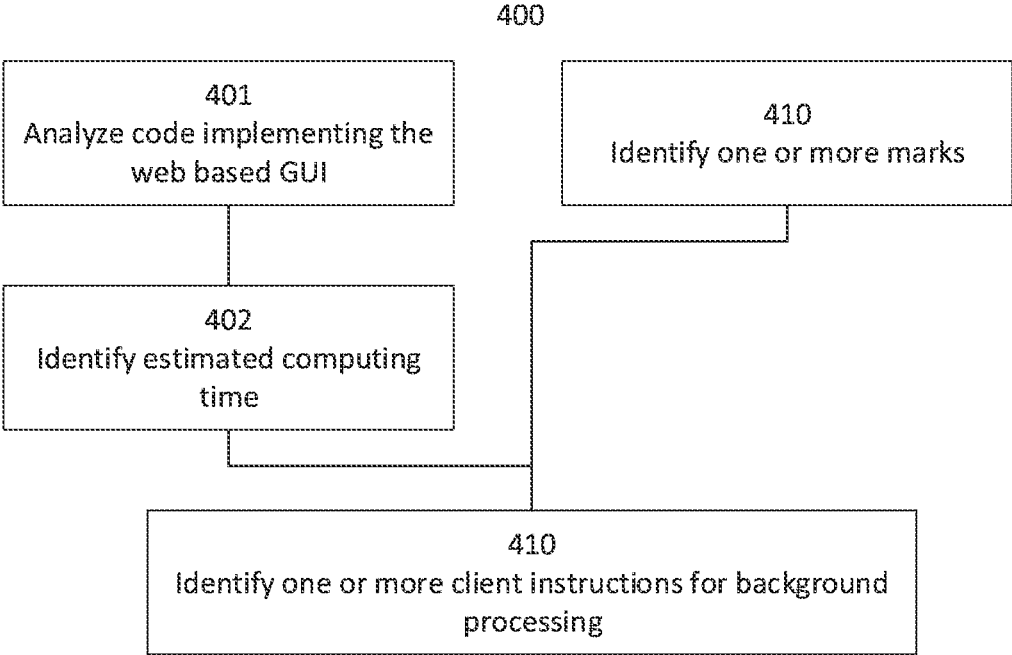 400
401
Analyze code implementing the
web based GUI
410
Identify one or more marks
402
Identify estimated computing
time
410
Identify one or more client instructions for background
processing